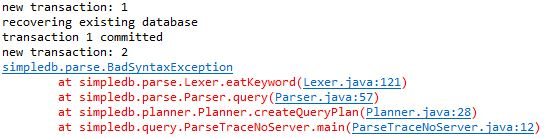 new transaction: 1
recovering existing database
transaction 1 committed
new transaction: 2
simpledb.parse.BadSyntaxException
at simpledb.parse.Lexer.eatKeyword(Lexer.java:121)
at simpledb.parse.Parser.query(Parser.java:57)
at simpledb.planner.Planner.createQueryPlan(Planner.java:28)
at simpledb.query.ParseTraceNoServer.main(ParseTraceNoServer.java:12)